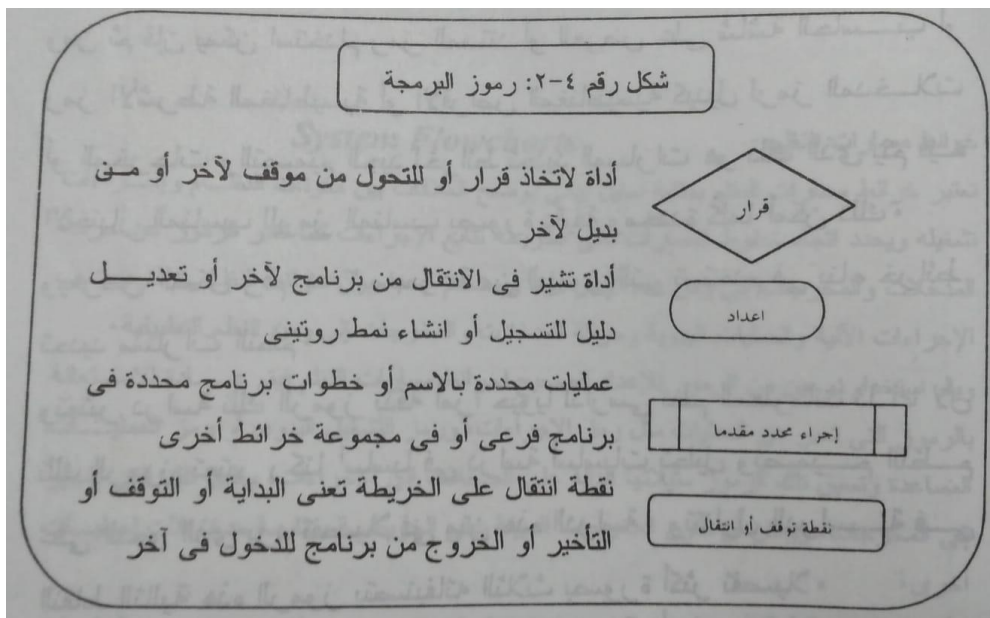 شكل رقم ٤-٢: رموز البرمجة
قرار
أداة لاتخاذ قرار أو للتحول من موقف لآخر أو مـن
بديل لآخر
اعداد
أداة تشير فى الانتقال من برنامج لآخر أو تعديـــل
دليل للتسجيل أو انشاء نمط روتينى
إجراء محدد مقدما
عمليات محددة بالاسم أو خطوات برنامج محددة فى
برنامج فرعى أو فى مجموعة خرائط أخرى
نقطة توقف أو انتقال
نقطة انتقال على الخريطة تعنى البداية أو التوقف أو
التأخير او الخروج من برنامج للدخول فى آخر